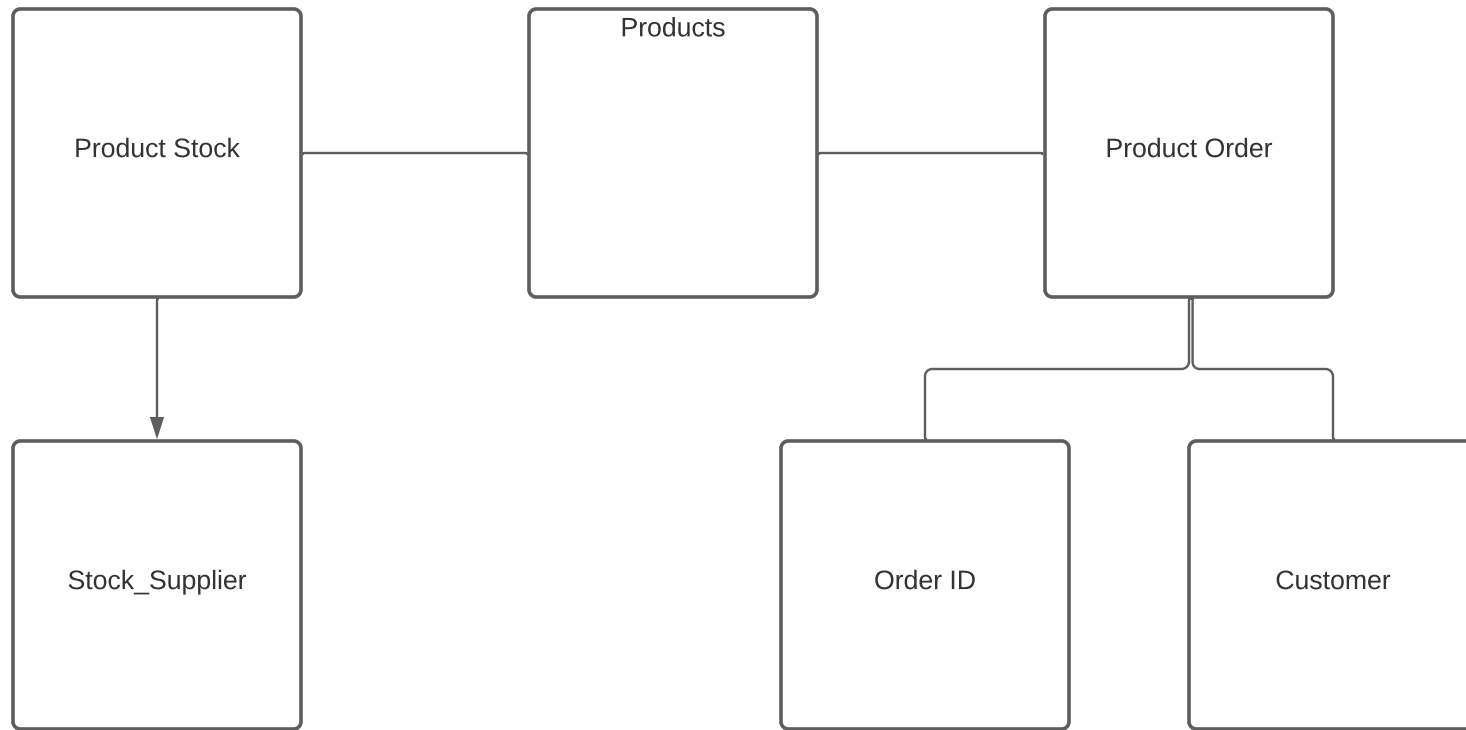 Products
Product Stock
Product Order
Stock_Supplier
Order ID
Customer